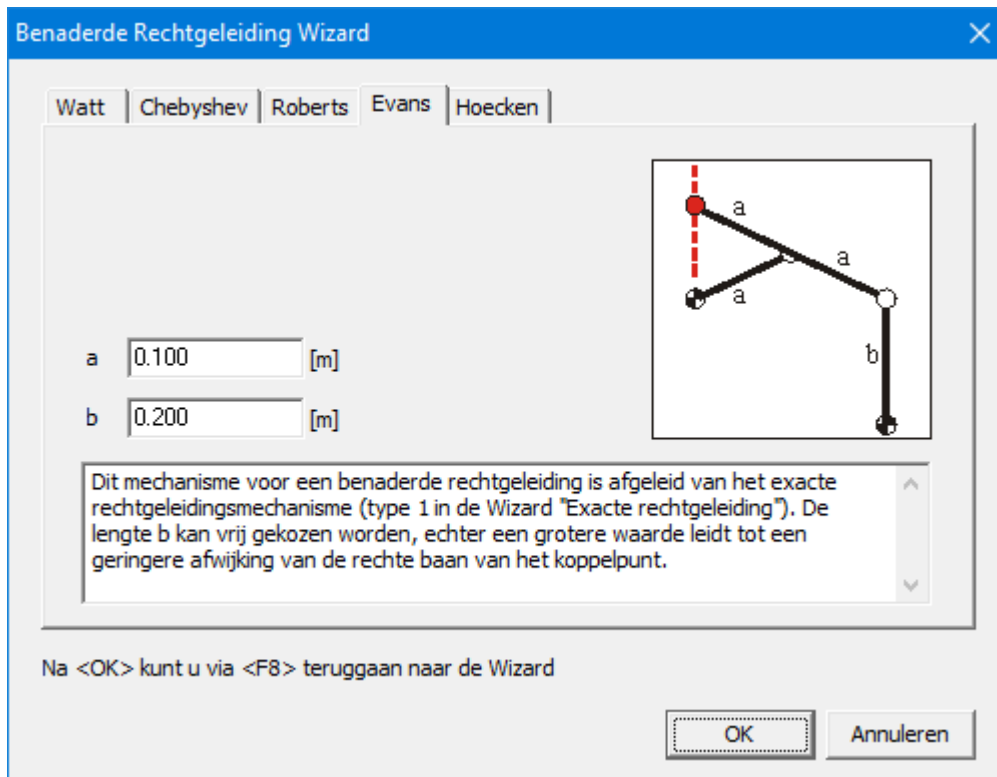 Benaderde Rechtgeleiding Wizard
Watt Chebyshev Roberts Evans Hoecken
a
a
a
b
a 0.100 [m]
b 0.200 [m]
Dit mechanisme voor een benaderde rechtgeleiding is afgeleid van het exacte
rechtgeleidingsmechanisme (type 1 in de Wizard "Exacte rechtgeleiding"). De
lengte b kan vrij gekozen worden, echter een grotere waarde leidt tot een
geringere afwijking van de rechte baan van het koppelpunt.
Na <OK> kunt u via <F8> teruggaan naar de Wizard
OK Annuleren